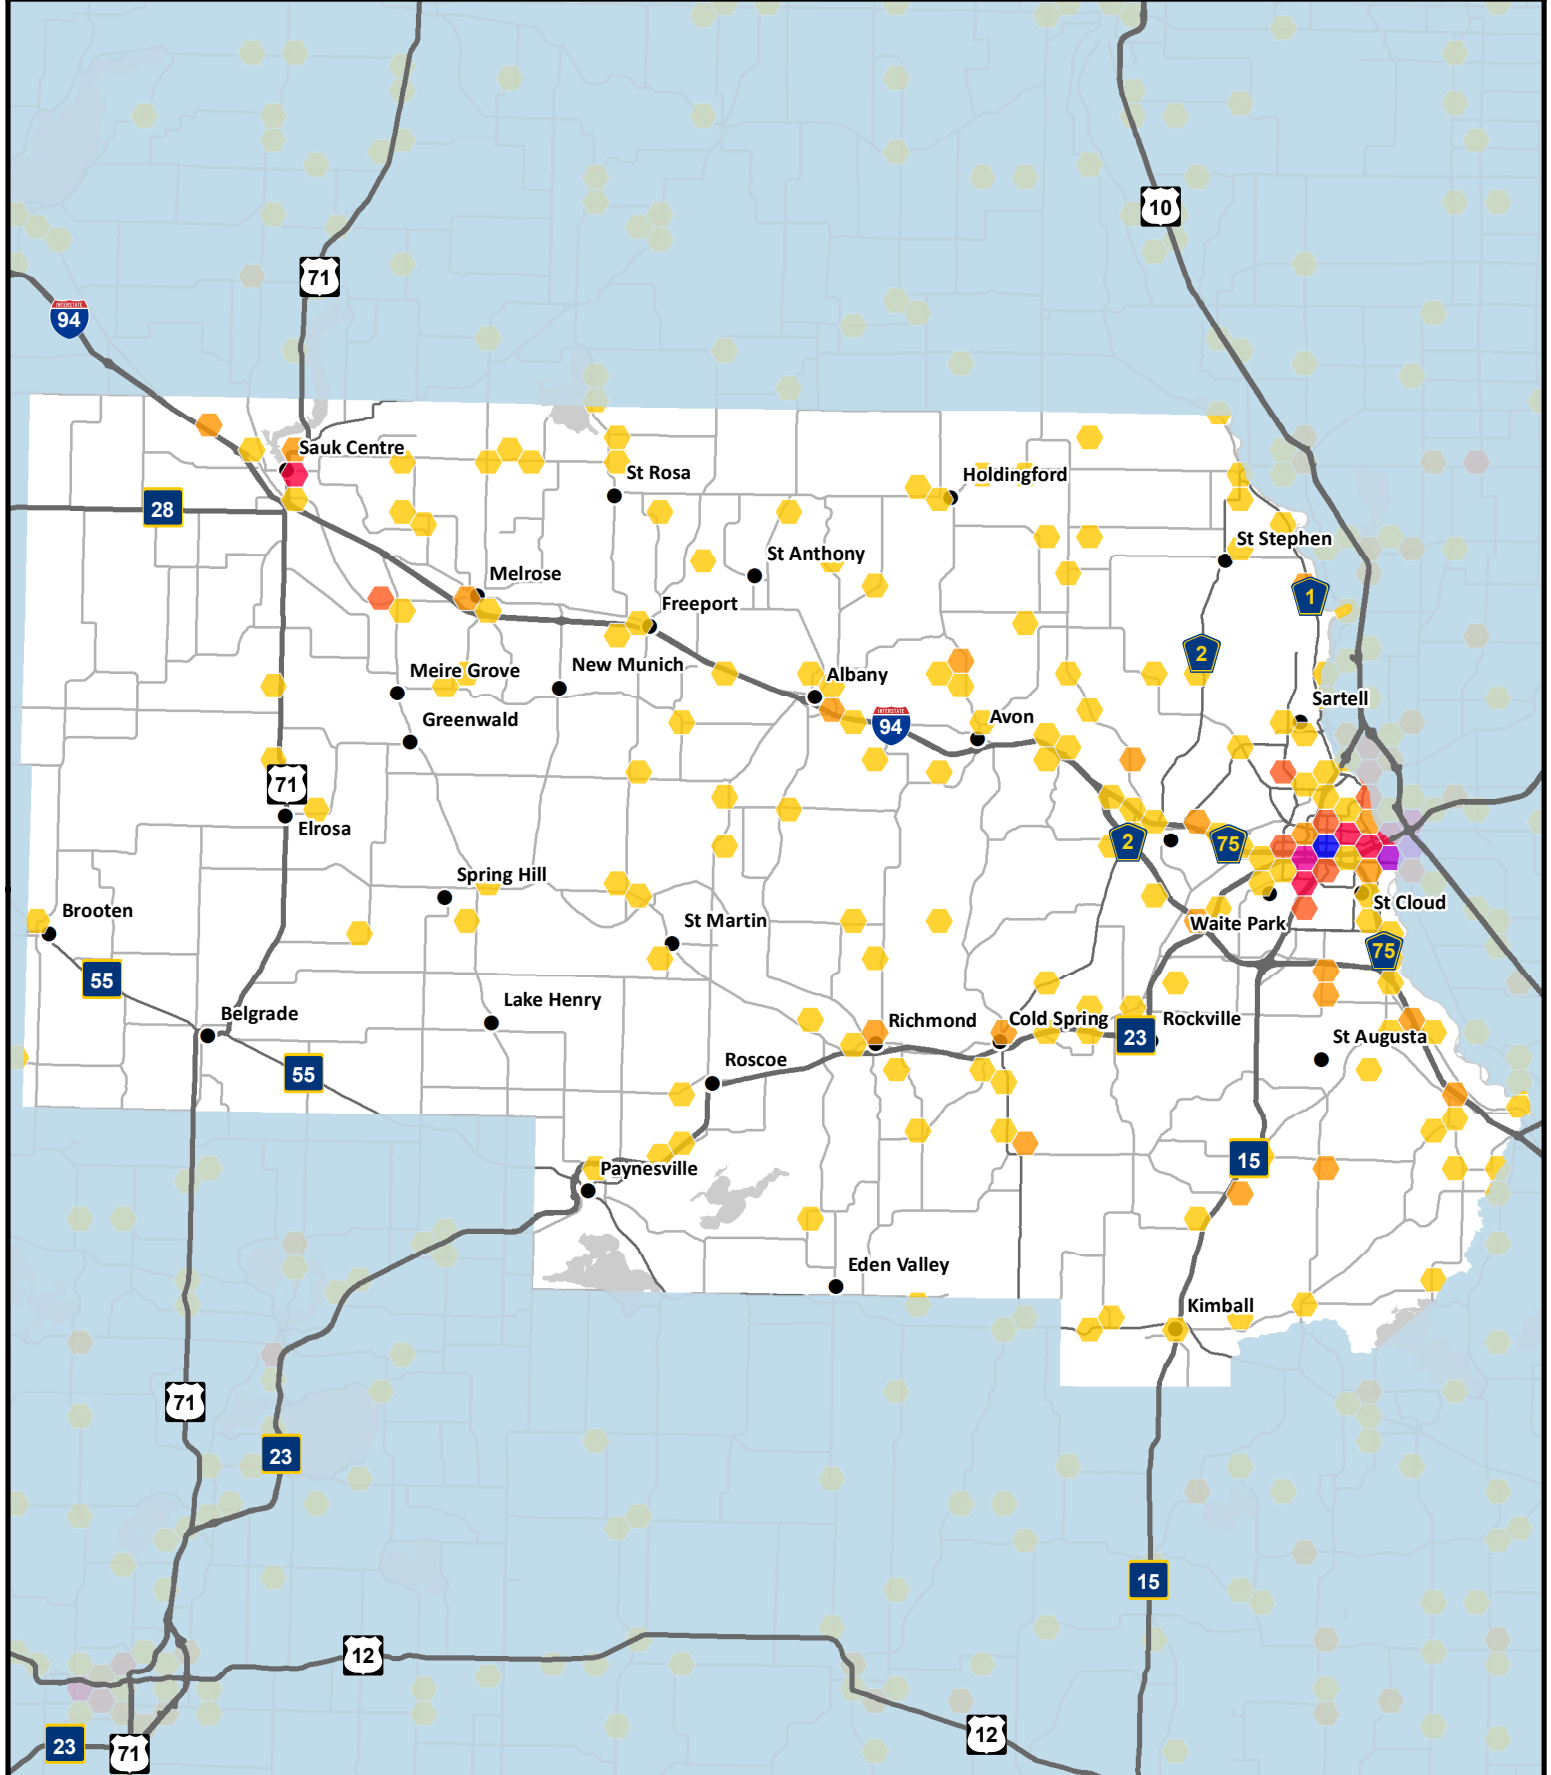 10
71
INTERSTATE
94
Sauk Centre
St Rosa
Holdingford
28
St Stephen
St Anthony
Melrose
1
Freeport
2
New Munich
Meire Grove
Albany
Sartell
INTERSTATE
94
Avon
Greenwald
71
Elrosa
2
75
Spring Hill
St Cloud
Brooten
St Martin
Waite Park
75
55
Lake Henry
Belgrade
Richmond
Cold Spring
Rockville
23
St Augusta
Roscoe
55
15
Paynesville
Eden Valley
Kimball
71
23
15
12
12
23
71